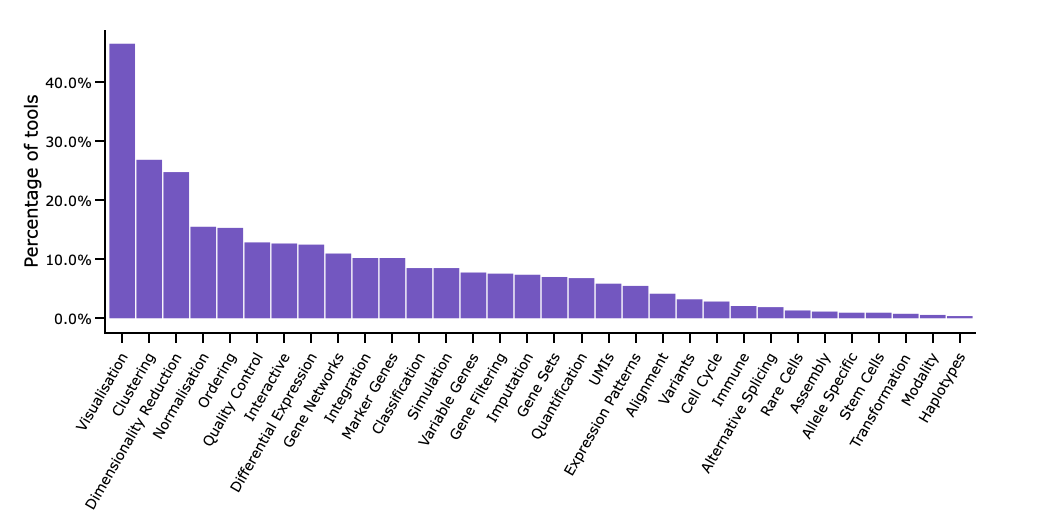 Percentage of tools
40.0%
30.0%
20.0%
10.0%
0.0%
Visualisation
Clustering
Dimensionality Reduction
Normalisation
Ordering
Quality Control
Interactive
Differential Expression
Gene Networks
Integration
Marker Genes
Classification
Simulation
Variable Genes
Gene Filtering
Imputation
Gene Sets
Quantification
UMIs
Expression Patterns
Alignment
Variants
Cell Cycle
Immune
Alternative Splicing
Rare Cells
Assembly
Allele Specific
Stem Cells
Transformation
Modality
Haplotypes